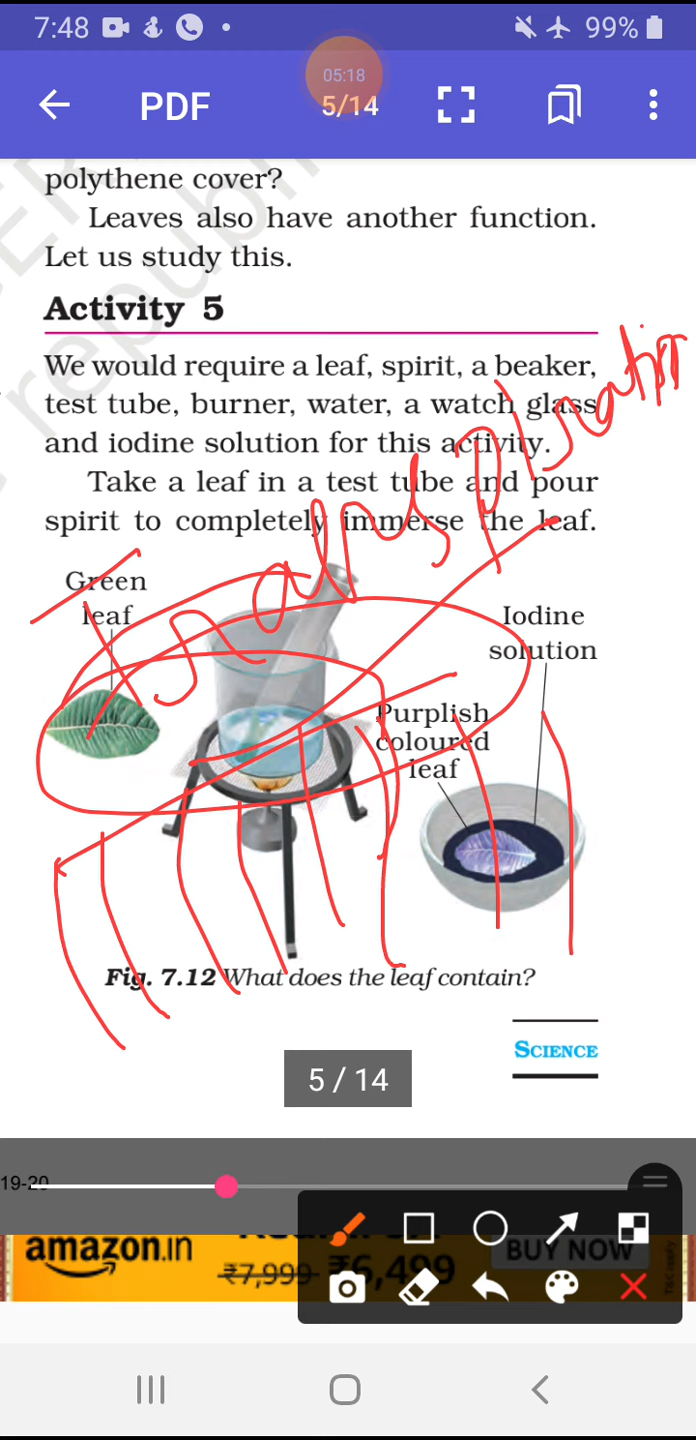 7:48 99%
05:18
PDF 5/14
polythene cover?
Leaves also have another function.
Let us study this.
Activity 5
We would require a leaf, spirit, a beaker,
test tube, burner, water, a watch glass
and iodine solution for this activity.
Take a leaf in a test tube and pour
spirit to completely immerse the leaf.
Green
leaf
Iodine
solution
Purplish
coloured
leaf
Fig. 7.12 What does the leaf contain?
SCIENCE
5 / 14
19-20
amazon.in
₹7,999 ₹6,499
BUY NOW